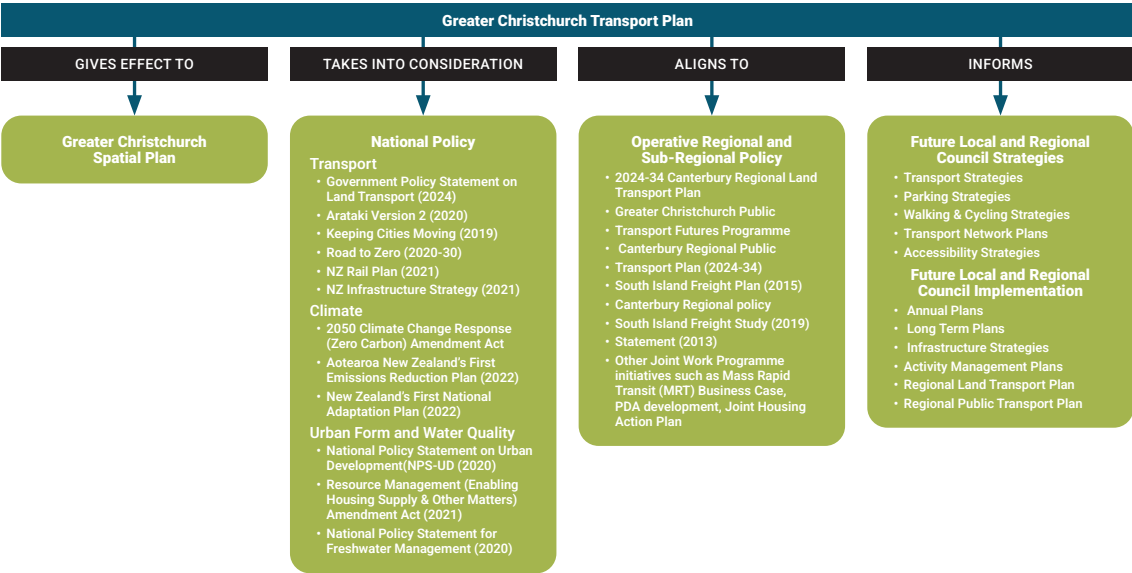 Greater Christchurch Transport Plan
GIVES EFFECT TO
Greater Christchurch
Spatial Plan
TAKES INTO CONSIDERATION
National Policy
Transport
• Government Policy Statement on
Land Transport (2024)
• Arataki Version 2 (2020)
• Keeping Cities Moving (2019)
• Road to Zero (2020-30)
• NZ Rail Plan (2021)
• NZ Infrastructure Strategy (2021)
Climate
• 2050 Climate Change Response
(Zero Carbon) Amendment Act
• Aotearoa New Zealand's First
Emissions Reduction Plan (2022)
• New Zealand's First National
Adaptation Plan (2022)
Urban Form and Water Quality
• National Policy Statement on Urban
Development(NPS-UD (2020)
• Resource Management (Enabling
Housing Supply & Other Matters)
Amendment Act (2021)
• National Policy Statement for
Freshwater Management (2020)
ALIGNS TO
Operative Regional and
Sub-Regional Policy
• 2024-34 Canterbury Regional Land
Transport Plan
• Greater Christchurch Public
• Transport Futures Programme
• Canterbury Regional Public
• Transport Plan (2024-34)
• South Island Freight Plan (2015)
• Canterbury Regional policy
• South Island Freight Study (2019)
• Statement (2013)
• Other Joint Work Programme
initiatives such as Mass Rapid
Transit (MRT) Business Case,
PDA development, Joint Housing
Action Plan
INFORMS
Future Local and Regional
Council Strategies
• Transport Strategies
• Parking Strategies
• Walking & Cycling Strategies
• Transport Network Plans
• Accessibility Strategies
Future Local and Regional
Council Implementation
• Annual Plans
• Long Term Plans
• Infrastructure Strategies
• Activity Management Plans
• Regional Land Transport Plan
• Regional Public Transport Plan